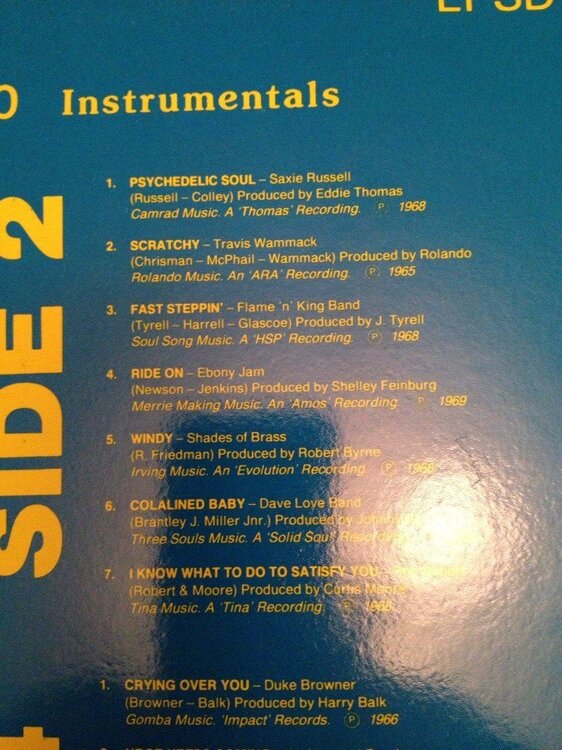 LP SD
Instrumentals
SIDE 2
1. PSYCHEDELIC SOUL – Saxie Russell
(Russell – Colley) Produced by Eddie Thomas
Camrad Music. A 'Thomas' Recording. Ⓟ 1968
2. SCRATCHY – Travis Wammack
(Chrisman – McPhail – Wammack) Produced by Rolando
Rolando Music. An 'ARA' Recording. Ⓟ 1965
3. FAST STEPPIN' – Flame 'n' King Band
(Tyrell – Harrell – Glascoe) Produced by J. Tyrell
Soul Song Music. A 'HSP' Recording. Ⓟ 1968
4. RIDE ON – Ebony Jam
(Newson – Jenkins) Produced by Shelley Feinburg
Merrie Making Music. An 'Amos' Recording. Ⓟ 1969
5. WINDY – Shades of Brass
(R. Friedman) Produced by Robert Byrne
Irving Music. An 'Evolution' Recording. Ⓟ 1968
6. COLALINED BABY – Dave Love Band
(Brantley J. Miller Jnr.) Produced by
Three Souls Music. A 'Solid Soul' Recording
7. I KNOW WHAT TO DO TO SATISFY YOU –
(Robert & Moore) Produced by Curtis Moore
Tina Music. A 'Tina' Recording. Ⓟ 1968
1. CRYING OVER YOU – Duke Browner
(Browner – Balk) Produced by Harry Balk
Gomba Music. 'Impact' Records. Ⓟ 1966